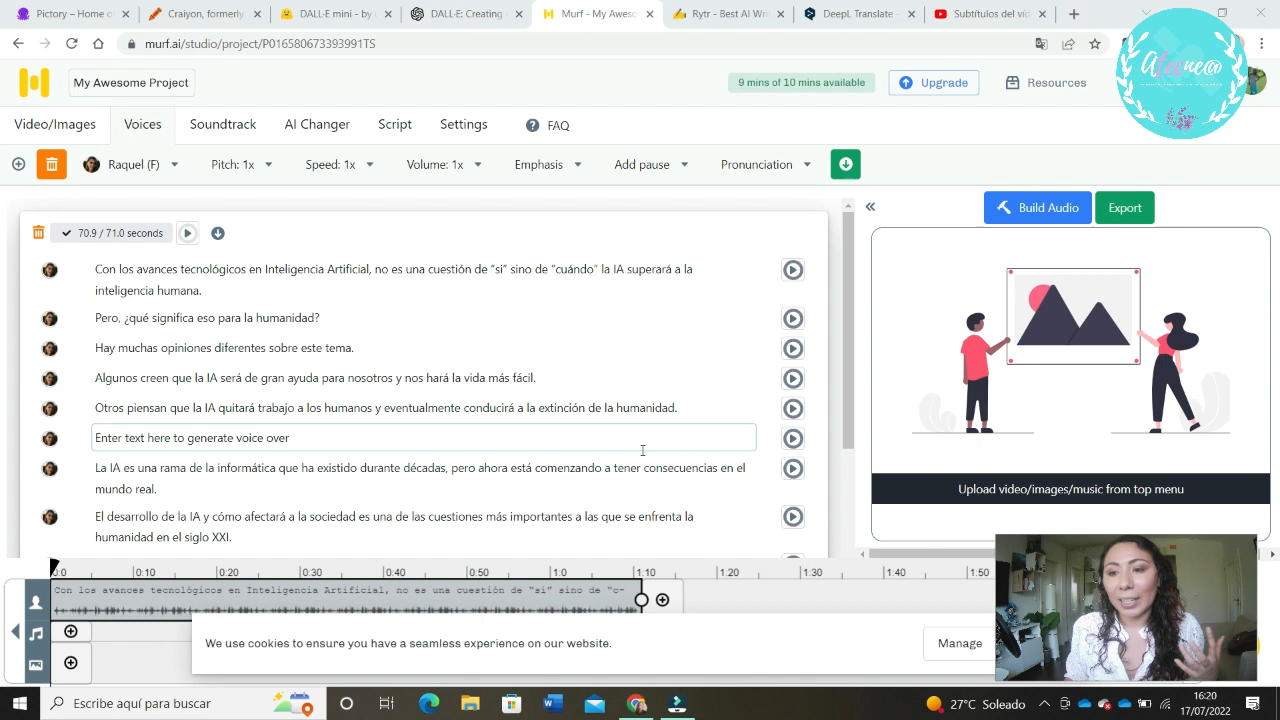 Pictory - Home
Craiyon, formerly
DALL·E mini - by
DALL·E: Creating
Murf - My Aweso
Rytr - Best AI Wri
DeepL Translate –
Subtítulos del vid
murf.ai/studio/project/P016580673393991TS
Ateneo
My Awesome Project
9 mins of 10 mins available
Upgrade
Resources
Video/Images
Voices
Soundtrack
AI Changer
Script
Settings
FAQ
Raquel (F)
Pitch: 1x
Speed: 1x
Volume: 1x
Emphasis
Add pause
Pronunciation
Build Audio
Export
70.9 / 71.0 seconds
Con los avances tecnológicos en Inteligencia Artificial, no es una cuestión de “si” sino de “cuándo” la IA superará a la
inteligencia humana.
Pero, ¿qué significa eso para la humanidad?
Hay muchas opiniones diferentes sobre este tema.
Algunos creen que la IA será de gran ayuda para nosotros y nos hará la vida más fácil.
Otros piensan que la IA quitará trabajo a los humanos y eventualmente conducirá a la extinción de la humanidad.
Enter text here to generate voice over
La IA es una rama de la informática que ha existido durante décadas, pero ahora está comenzando a tener consecuencias en el
mundo real.
El desarrollo de la IA y cómo afectará a la sociedad es una de las cuestiones más importantes a las que se enfrenta la
humanidad en el siglo XXI.
Upload video/images/music from top menu
0:0 0:10 0:20 0:30 0:40 0:50 1:00 1:10 1:20 1:30 1:40 1:50
Con los avances tecnológicos en Inteligencia Artificial, no es una cuestión de “si” sino de “c-
We use cookies to ensure you have a seamless experience on our website.
Manage
Escribe aquí para buscar
27°C Soleado
16:20
17/07/2022